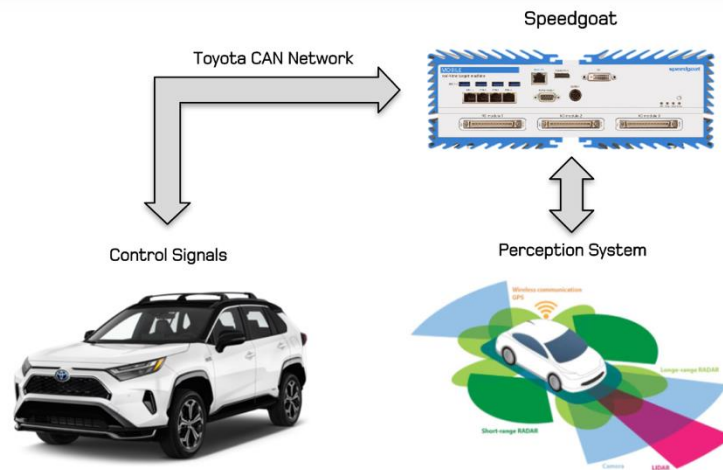 Speedgoat
Toyota CAN Network
speedgoat
Control Signals
Perception System
Wireless communication
GPS
Long-range RADAR
Short-range RADAR
Camera
LIDAR